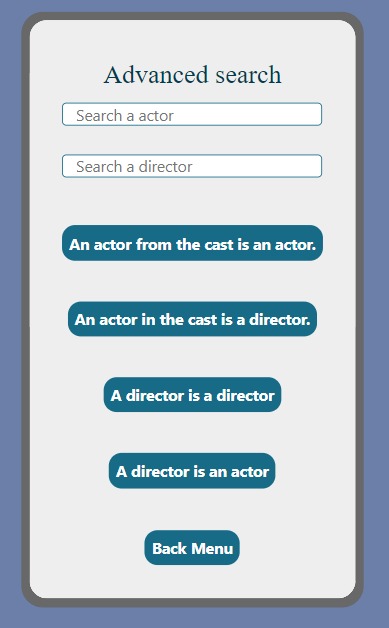 Advanced search
Search a actor
Search a director
An actor from the cast is an actor.
An actor in the cast is a director.
A director is a director
A director is an actor
Back Menu